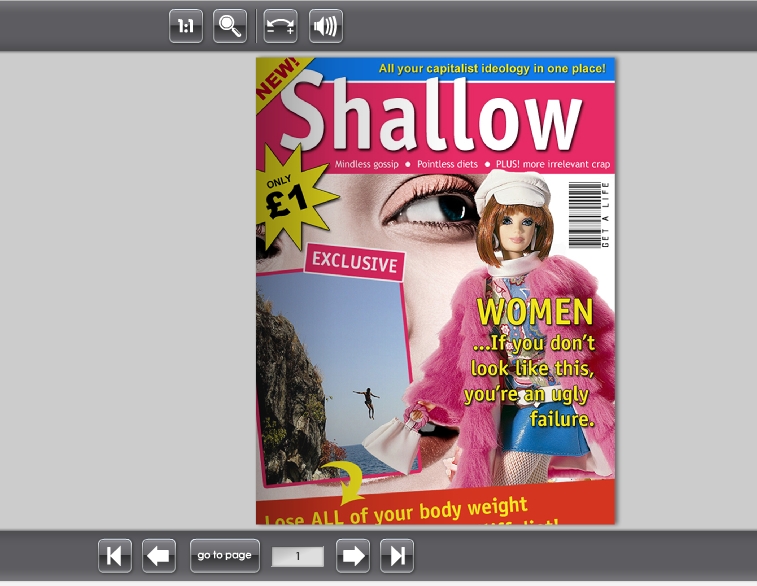 1:1
NEW!
All your capitalist ideology in one place!
Shallow
Mindless gossip ● Pointless diets ● PLUS! more irrelevant crap
ONLY
£1
GET A LIFE
EXCLUSIVE
WOMEN
...If you don't
look like this,
you're an ugly
failure.
Lose ALL of your body weight
go to page
1